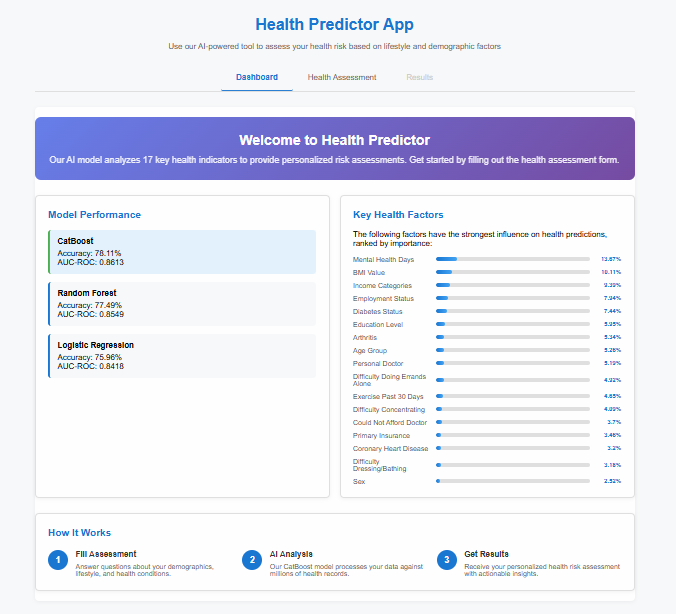 Health Predictor App
Use our AI-powered tool to assess your health risk based on lifestyle and demographic factors
Dashboard
Health Assessment
Results
Welcome to Health Predictor
Our AI model analyzes 17 key health indicators to provide personalized risk assessments. Get started by filling out the health assessment form.
Model Performance
CatBoost
Accuracy: 78.11%
AUC-ROC: 0.8613
Random Forest
Accuracy: 77.49%
AUC-ROC: 0.8549
Logistic Regression
Accuracy: 75.96%
AUC-ROC: 0.8418
Key Health Factors
The following factors have the strongest influence on health predictions,
ranked by importance:
Mental Health Days 13.67%
BMI Value 10.11%
Income Categories 9.39%
Employment Status 7.94%
Diabetes Status 7.44%
Education Level 5.95%
Arthritis 5.34%
Age Group 5.26%
Personal Doctor 5.19%
Difficulty Doing Errands
Alone 4.92%
Exercise Past 30 Days 4.65%
Difficulty Concentrating 4.09%
Could Not Afford Doctor 3.7%
Primary Insurance 3.46%
Coronary Heart Disease 3.2%
Difficulty
Dressing/Bathing 3.18%
Sex 2.52%
How It Works
1
Fill Assessment
Answer questions about your demographics,
lifestyle, and health conditions.
2
AI Analysis
Our CatBoost model processes your data against
millions of health records.
3
Get Results
Receive your personalized health risk assessment
with actionable insights.